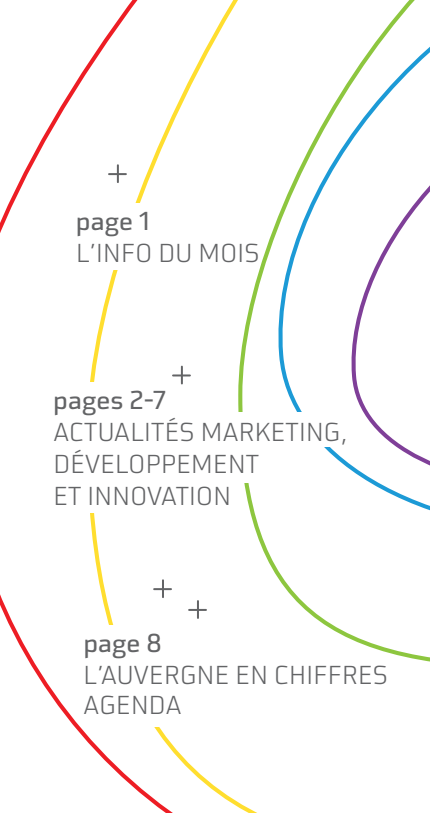 page 1
L'INFO DU MOIS
pages 2-7
ACTUALITÉS MARKETING,
DÉVELOPPEMENT
ET INNOVATION
page 8
L'AUVERGNE EN CHIFFRES
AGENDA